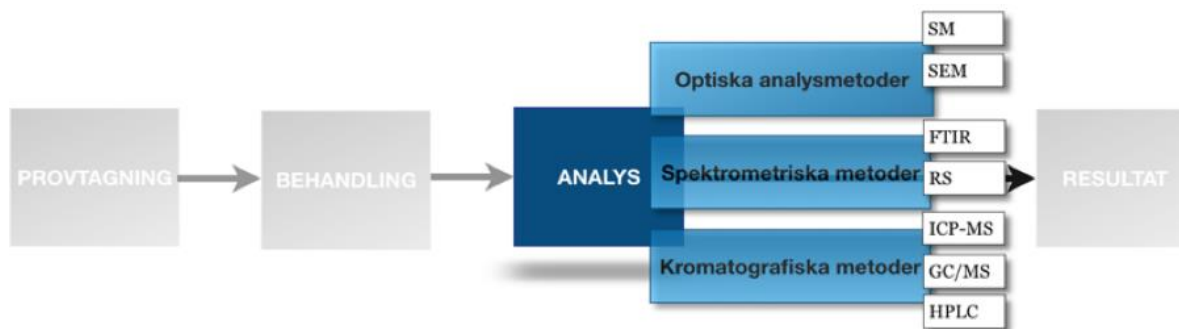 PROVTAGNING
BEHANDLING
ANALYS
Optiska analysmetoder
SM
SEM
Spektrometriska metoder
FTIR
RS
Kromatografiska metoder
ICP-MS
GC/MS
HPLC
RESULTAT